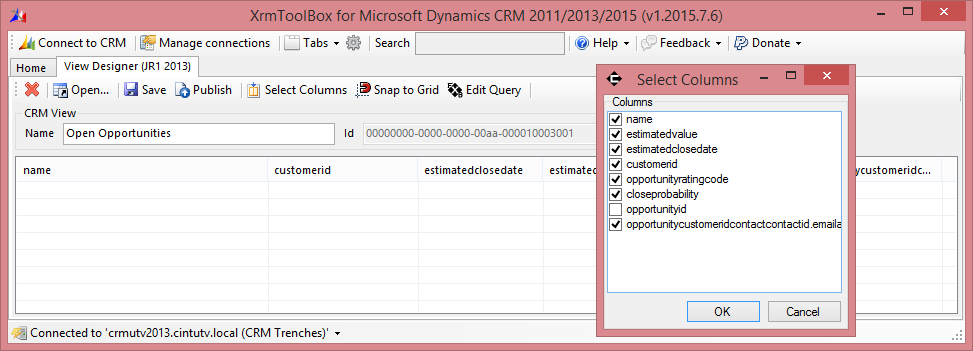 XrmToolBox for Microsoft Dynamics CRM 2011/2013/2015 (v1.2015.7.6)
Connect to CRM Manage connections Tabs Search Help Feedback Donate
Home View Designer (JR1 2013)
Open... Save Publish Select Columns Snap to Grid Edit Query
CRM View
Name Open Opportunities Id 00000000-0000-0000-00aa-000010003001
name customerid estimatedclosedate estimated ycustomeridc...
Select Columns
Columns
name
estimatedvalue
estimatedclosedate
customerid
opportunityratingcode
closeprobability
opportunityid
opportunitycustomeridcontactcontactid.emaila
OK Cancel
Connected to 'crmutv2013.cintutv.local (CRM Trenches)'